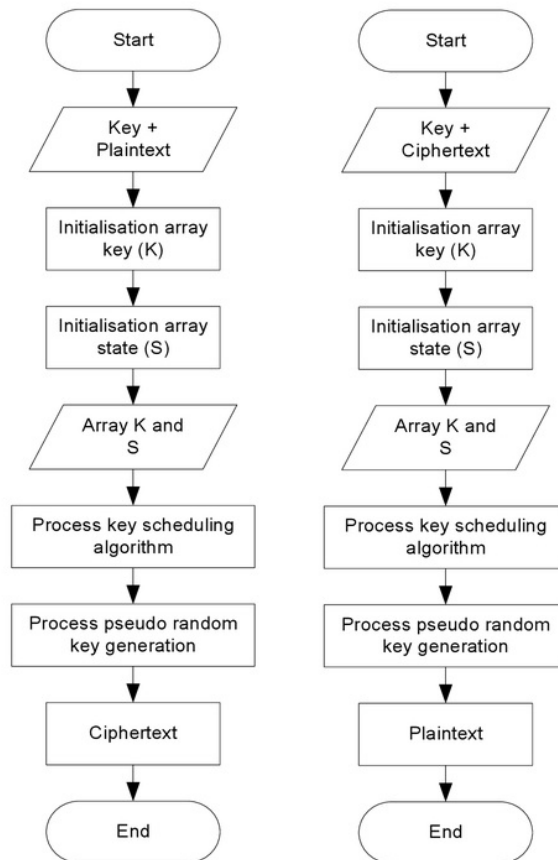 Start
Key +
Plaintext
Initialisation array
key (K)
Initialisation array
state (S)
Array K and
S
Process key scheduling
algorithm
Process pseudo random
key generation
Ciphertext
End
Start
Key +
Ciphertext
Initialisation array
key (K)
Initialisation array
state (S)
Array K and
S
Process key scheduling
algorithm
Process pseudo random
key generation
Plaintext
End